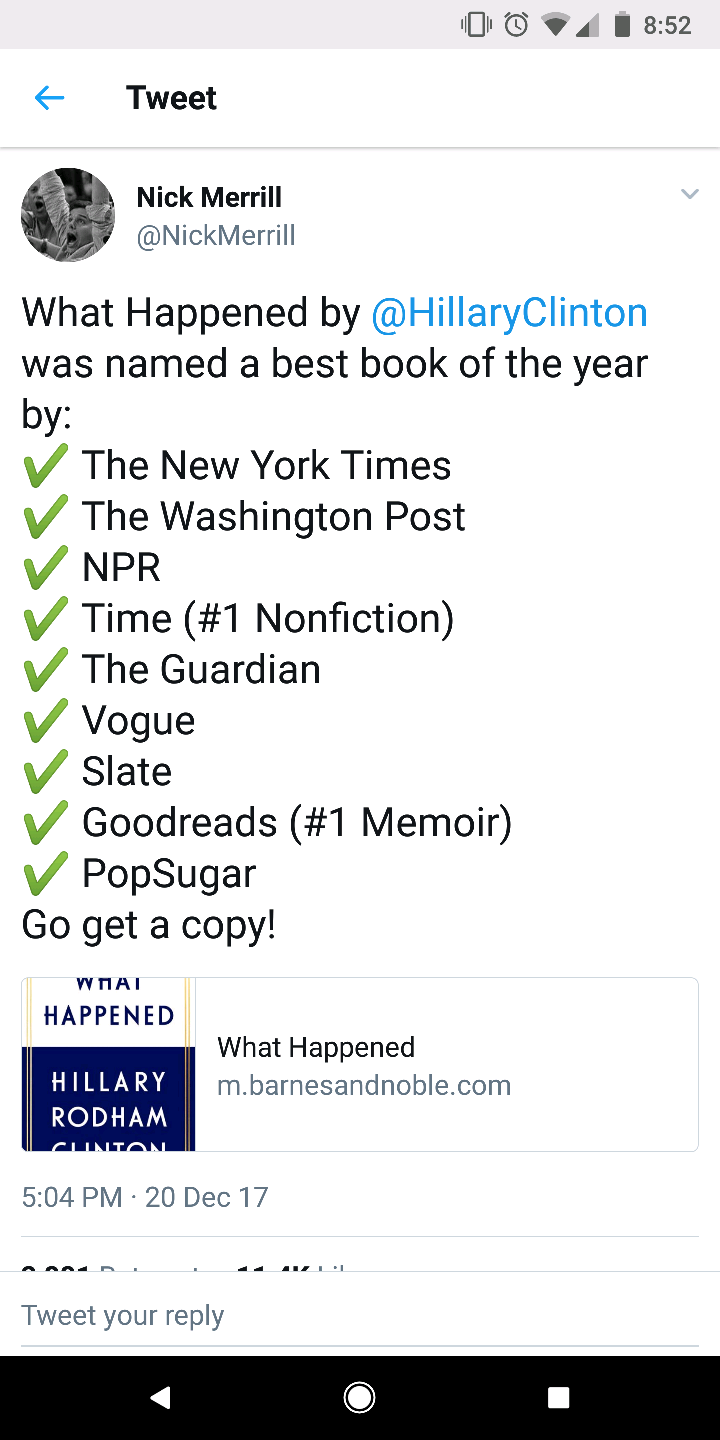 8:52
Tweet
Nick Merrill
@NickMerrill
What Happened by @HillaryClinton
was named a best book of the year
by:
✔ The New York Times
✔ The Washington Post
✔ NPR
✔ Time (#1 Nonfiction)
✔ The Guardian
✔ Vogue
✔ Slate
✔ Goodreads (#1 Memoir)
✔ PopSugar
Go get a copy!
WHAT
HAPPENED
HILLARY
RODHAM
CLINTON
What Happened
m.barnesandnoble.com
5:04 PM · 20 Dec 17
Tweet your reply